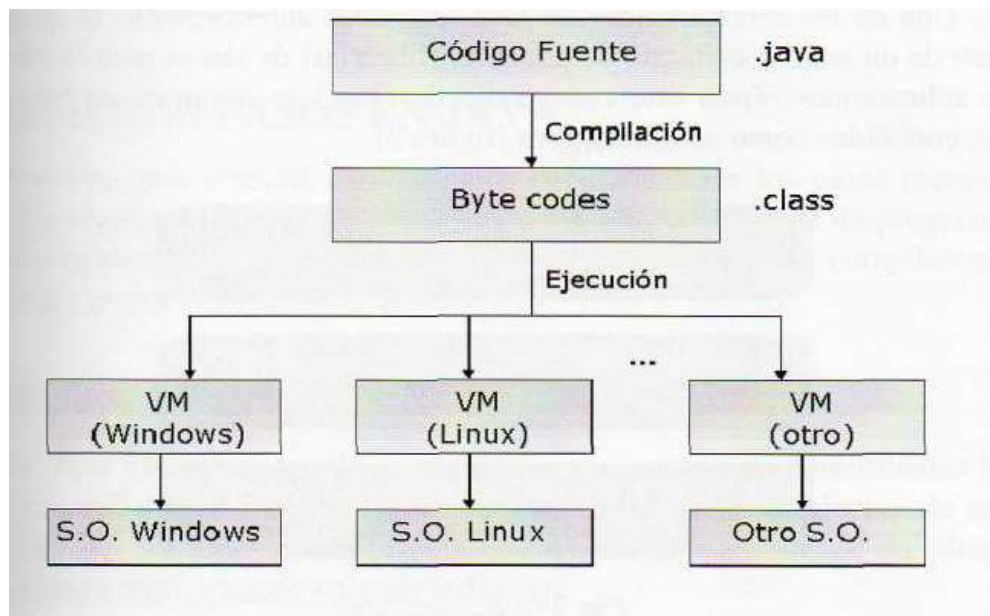 Código Fuente .java
Compilación
Byte codes .class
Ejecución
...
VM
(Windows)
VM
(Linux)
VM
(otro)
S.O. Windows
S.O. Linux
Otro S.O.